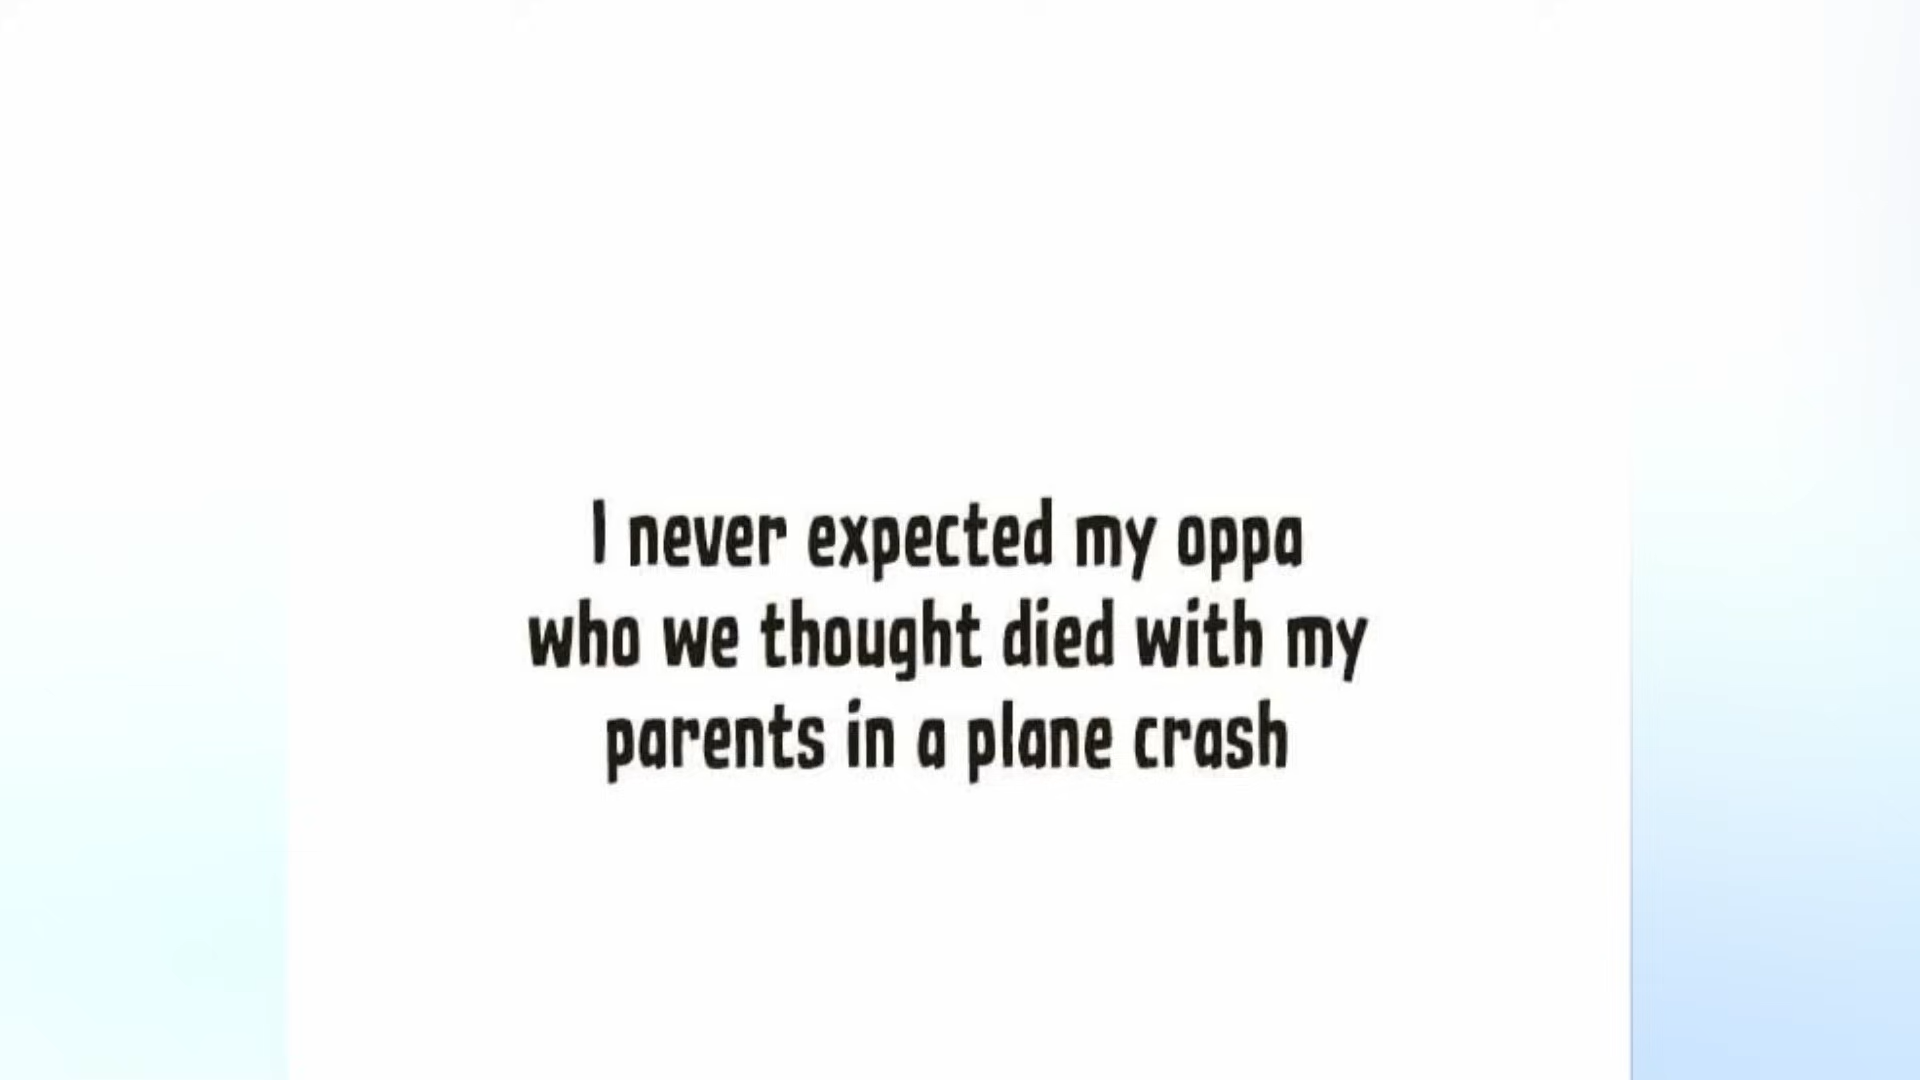 I never expected my oppa
who we thought died with my
parents in a plane crash